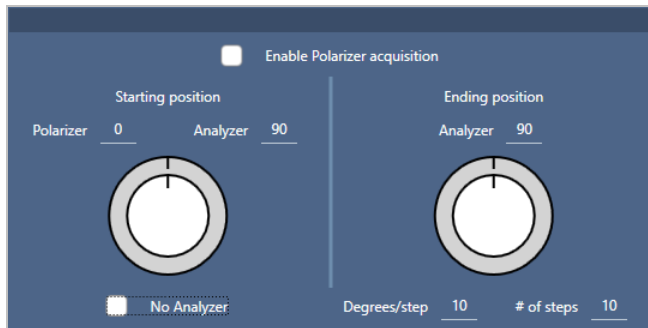 Enable Polarizer acquisition
Starting position
Polarizer 0 Analyzer 90
No Analyzer
Ending position
Analyzer 90
Degrees/step 10 # of steps 10